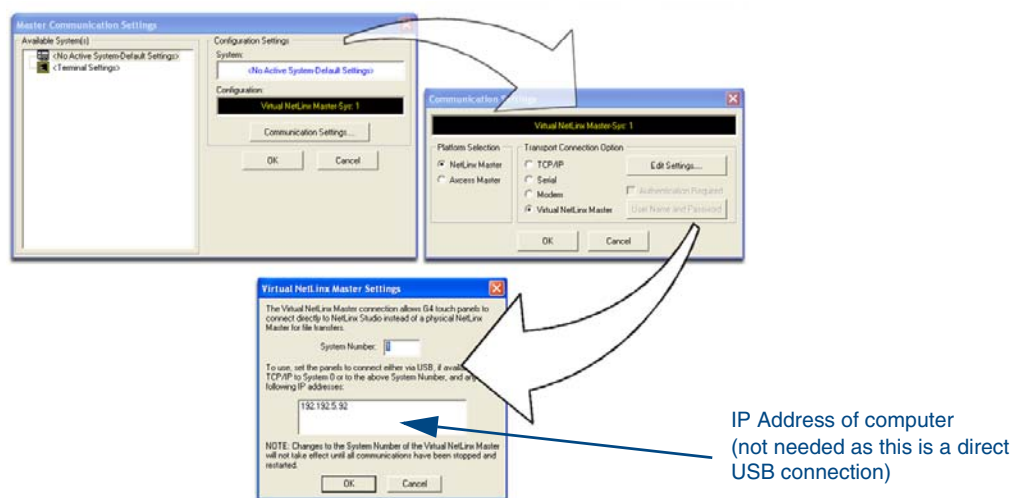 Master Communication Settings
Available System(s)
<No Active System-Default Settings>
<Terminal Settings>
Configuration Settings
System:
<No Active System-Default Settings>
Configuration:
Virtual NetLinx Master-Sys: 1
Communication Settings....
OK
Cancel
Communication
Virtual NetLinx Master-Sys: 1
Platform Selection
NetLinx Master
Axcess Master
Transport Connection Option
TCP/IP
Serial
Modem
Virtual NetLinx Master
Edit Settings....
Authentication Required
User Name and Password
OK
Cancel
Virtual NetLinx Master Settings
The Virtual NetLinx Master connection allows G4 touch panels to
connect directly to NetLinx Studio instead of a physical NetLinx
Master for file transfers.
System Number: 1
To use, set the panels to connect either via USB, if
TCP/IP to System 0 or to the above System Number, and
following IP addresses:
192.192.5.92
NOTE: Changes to the System Number of the Virtual NetLinx Master
will not take effect until all communications have been stopped and
restarted.
OK
Cancel
IP Address of computer
(not needed as this is a direct
USB connection)